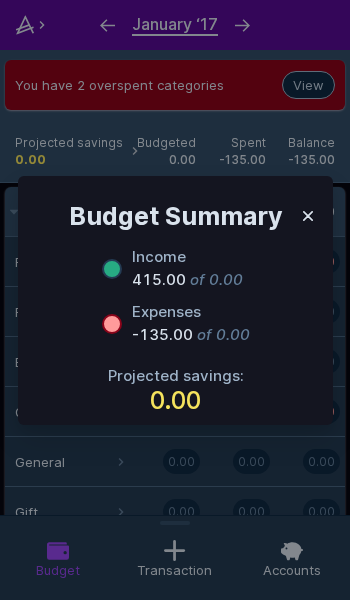 January ‘17
You have 2 overspent categories
View
Projected savings Budgeted Spent Balance
0.00 0.00 -135.00 -135.00
Budget Summary
Income
415.00 of 0.00
Expenses
-135.00 of 0.00
Projected savings:
0.00
General 0.00 0.00 0.00
Gift 0.00 0.00 0.00
Budget Transaction Accounts